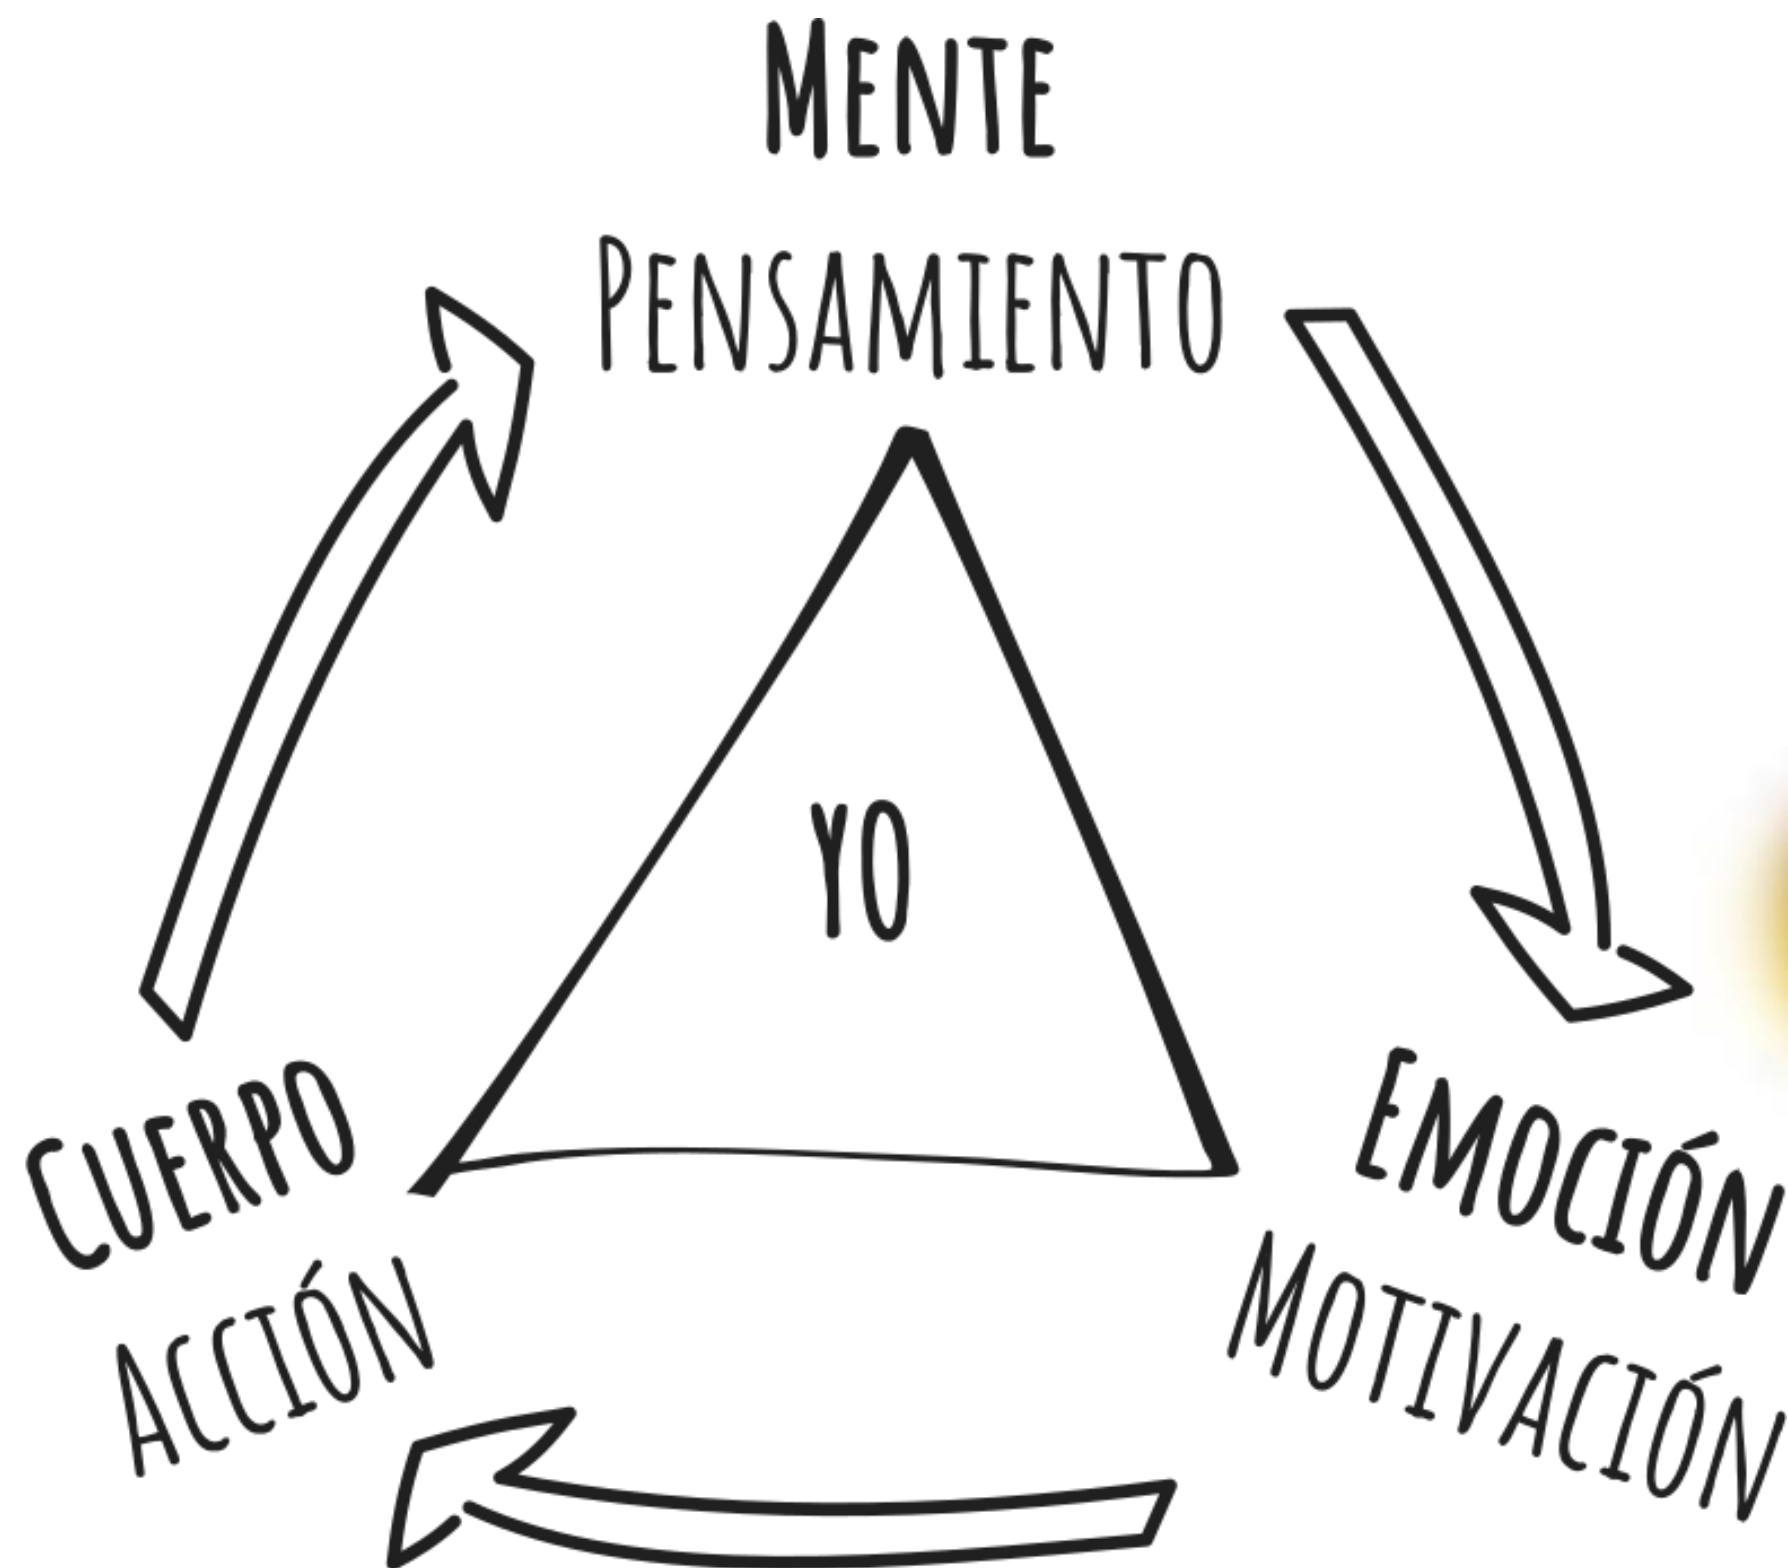 MENTE
PENSAMIENTO
YO
CUERPO
ACCIÓN
EMOCIÓN
MOTIVACIÓN